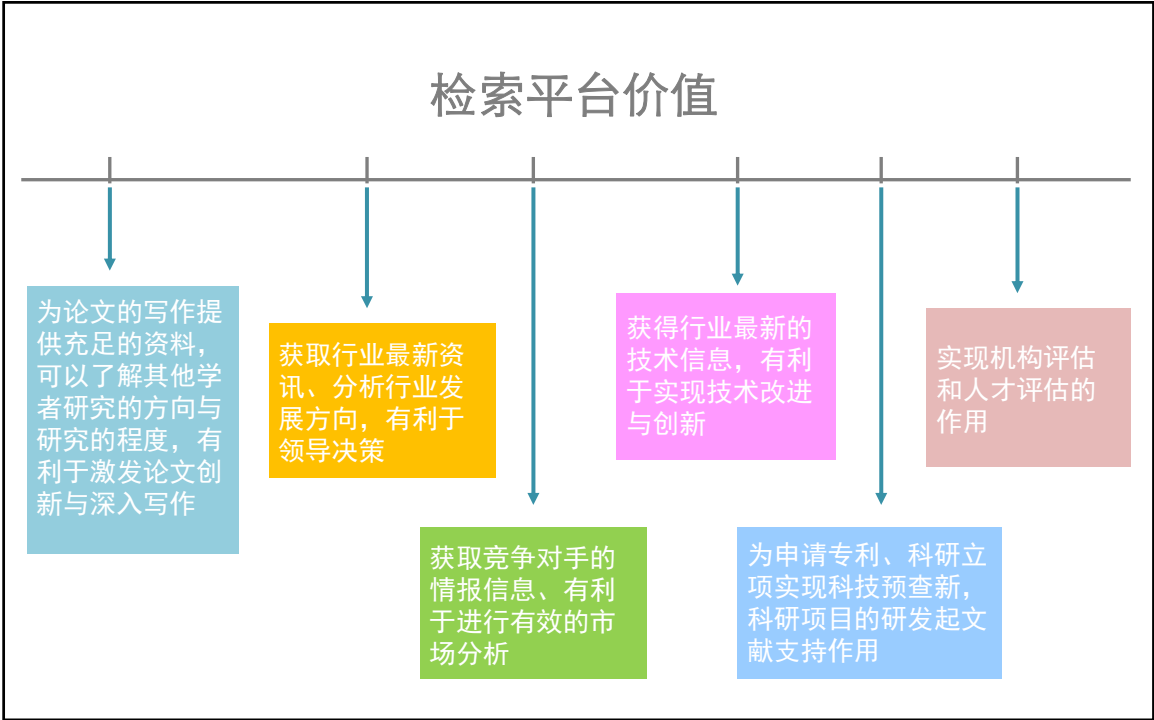 检索平台价值
为论文的写作提
供充足的资料，
可以了解其他学
者研究的方向与
研究的程度，有
利于激发论文创
新与深入写作
获取行业最新资
讯、分析行业发
展方向，有利于
领导决策
获取竞争对手的
情报信息、有利
于进行有效的市
场分析
获得行业最新的
技术信息，有利
于实现技术改进
与创新
为申请专利、科研立
项实现科技预查新，
科研项目的研发起文
献支持作用
实现机构评估
和人才评估的
作用